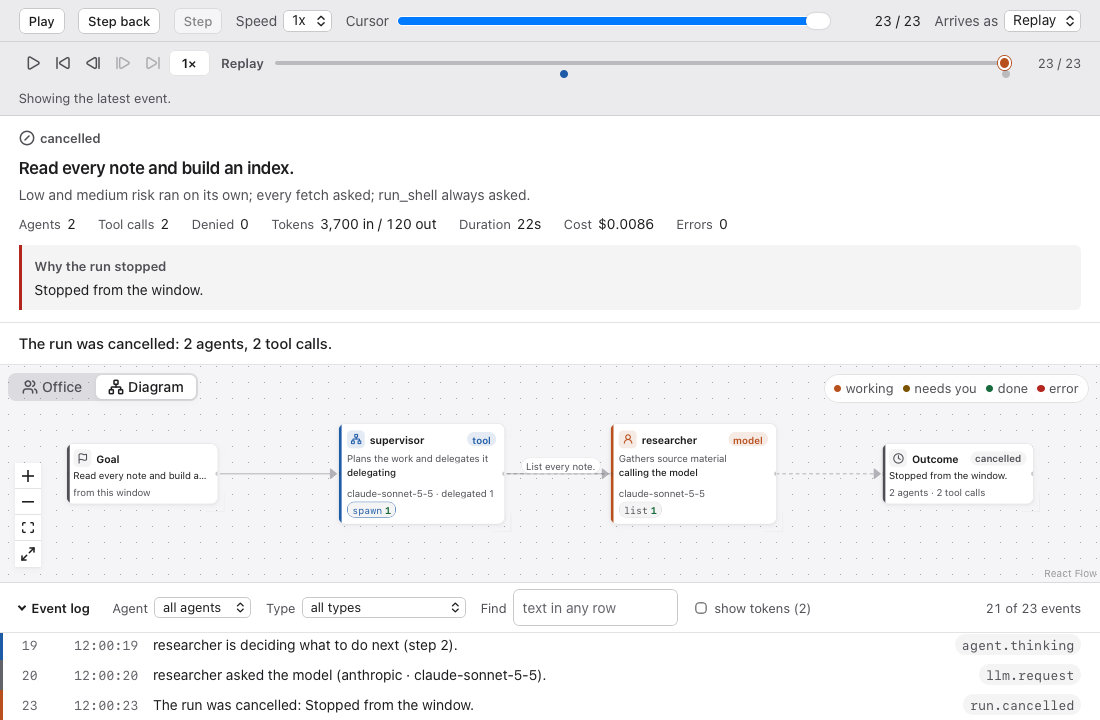 Play Step back Step Speed 1x Cursor 23 / 23 Arrives as Replay
1x Replay 23 / 23
Showing the latest event.
cancelled
Read every note and build an index.
Low and medium risk ran on its own; every fetch asked; run_shell always asked.
Agents 2 Tool calls 2 Denied 0 Tokens 3,700 in / 120 out Duration 22s Cost $0.0086 Errors 0
Why the run stopped
Stopped from the window.
The run was cancelled: 2 agents, 2 tool calls.
Office Diagram
working needs you done error
Goal
Read every note and build a...
from this window
supervisor tool
Plans the work and delegates it
delegating
claude-sonnet-5-5 · delegated 1
spawn 1
List every note.
researcher model
Gathers source material
calling the model
claude-sonnet-5-5
list 1
Outcome cancelled
Stopped from the window.
2 agents · 2 tool calls
React Flow
Event log Agent all agents Type all types Find text in any row show tokens (2) 21 of 23 events
19 12:00:19 researcher is deciding what to do next (step 2). agent.thinking
20 12:00:20 researcher asked the model (anthropic · claude-sonnet-5-5). llm.request
23 12:00:23 The run was cancelled: Stopped from the window. run.cancelled